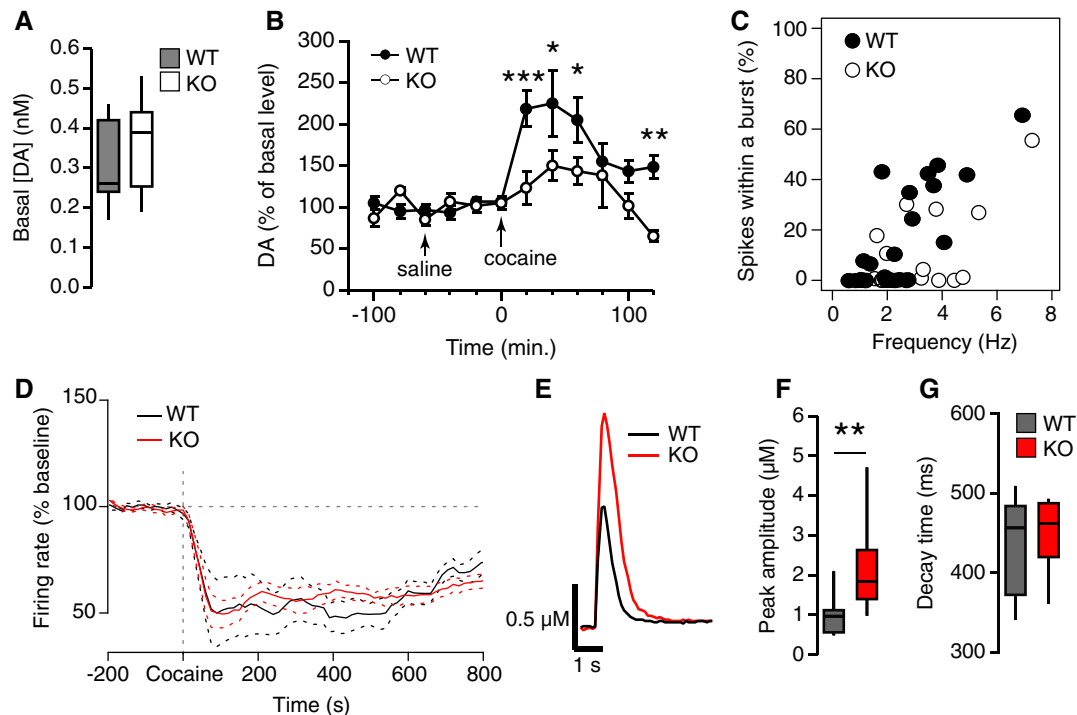 A
Basal [DA] (nM)
0.6
0.5
0.4
0.3
0.2
0.1
0.0
WT
KO
B
DA (% of basal level)
300
250
200
150
100
50
0
WT
KO
***
*
*
**
saline
cocaine
-100
0
100
Time (min.)
C
Spikes within a burst (%)
100
80
60
40
20
0
WT
KO
0
2
4
6
8
Frequency (Hz)
D
Firing rate (% baseline)
150
100
50
WT
KO
-200
Cocaine
200
400
600
800
Time (s)
E
WT
KO
0.5 µM
1 s
F
Peak amplitude (µM)
6
5
4
3
2
1
0
**
G
Decay time (ms)
600
500
400
300
WT
KO